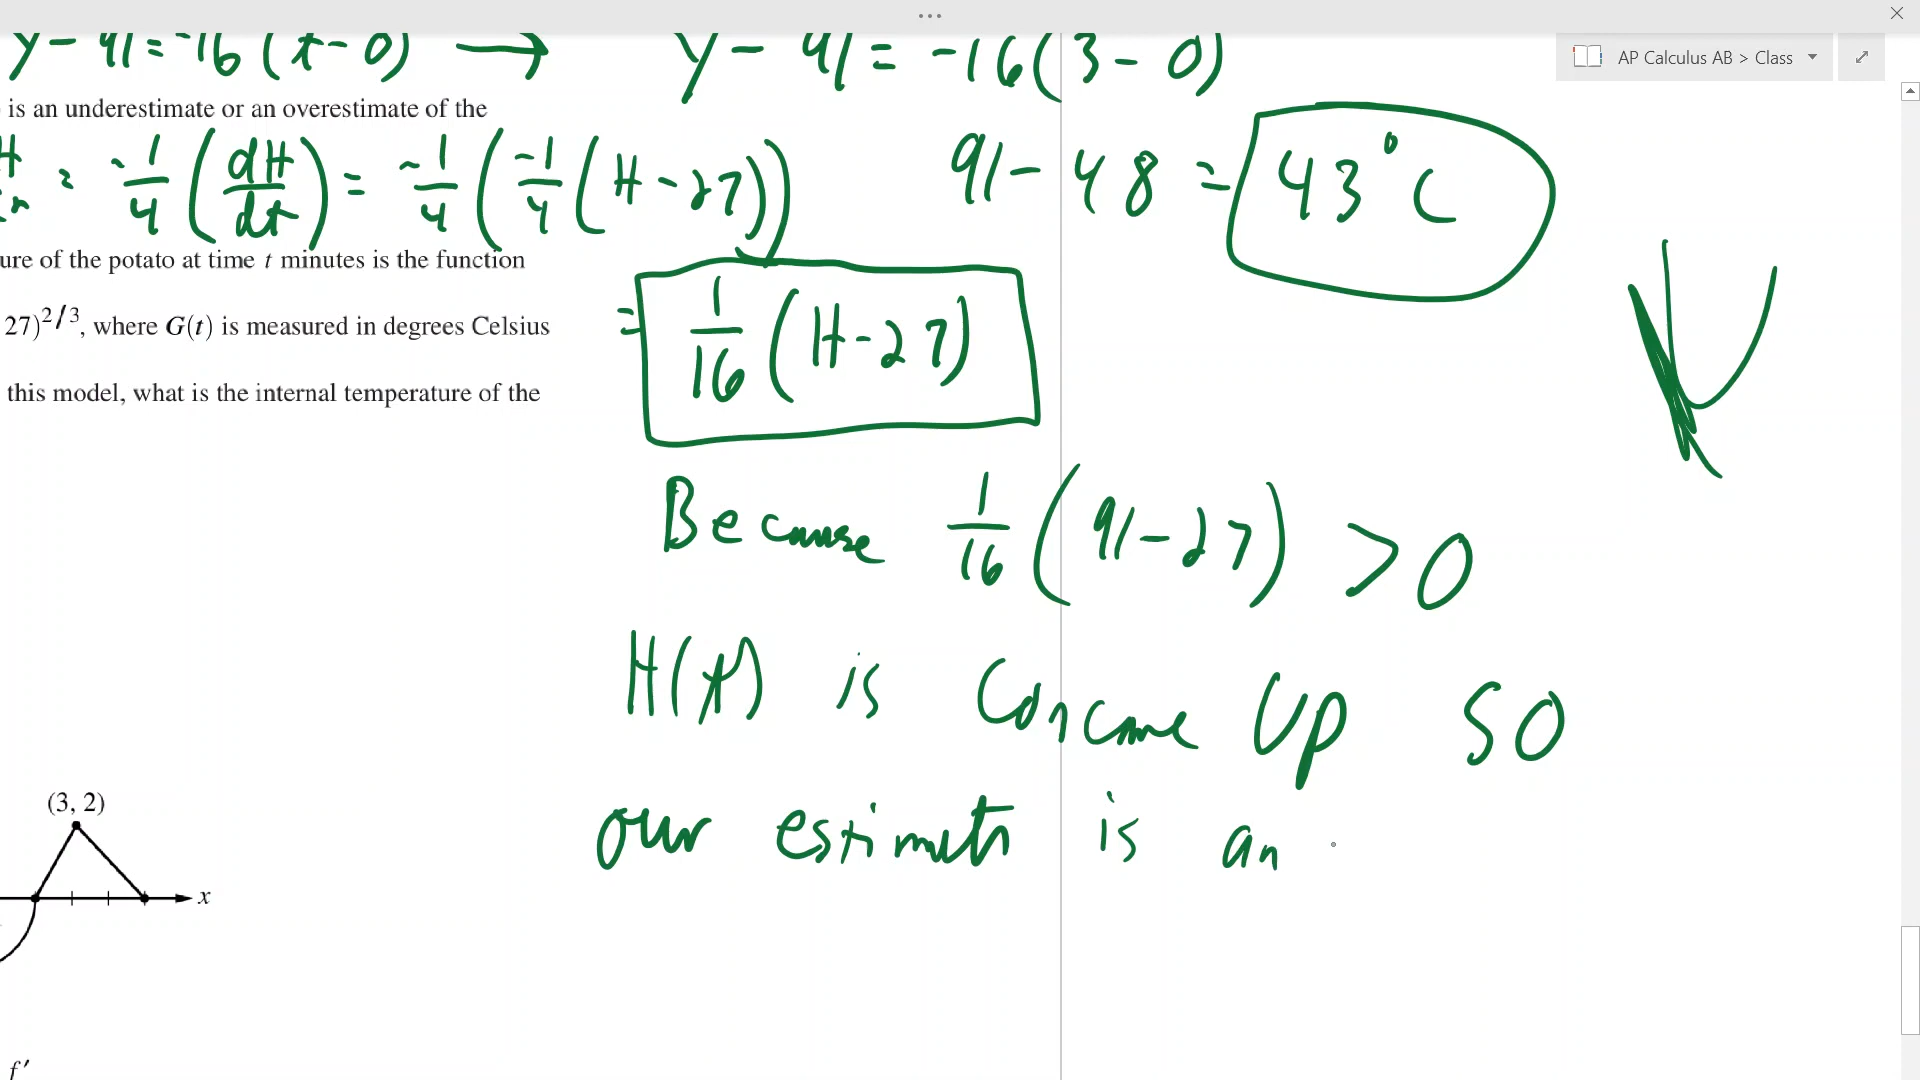 y - 91 = -16(t - 0) → y - 91 = -16(3 - 0)
AP Calculus AB > Class
is an underestimate or an overestimate of the
= -1/4 (dH/dt) = -1/4 (-1/4 (H - 27))
91 - 48 = 43°C
ure of the potato at time t minutes is the function
= 1/16 (H - 27)
27)^2/3, where G(t) is measured in degrees Celsius
this model, what is the internal temperature of the
Because 1/16 (91 - 27) > 0
H(t) is concave up so
our estimate is an
(3, 2)
x
f′